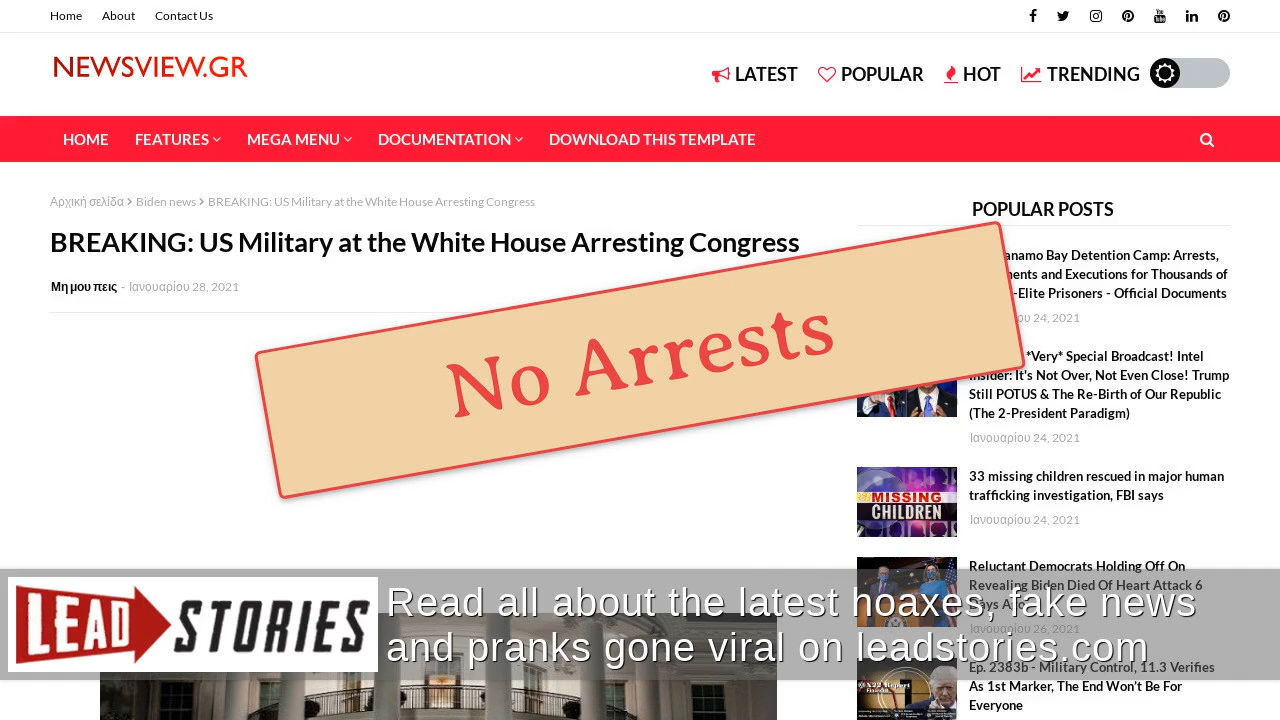 Home About Contact Us
NEWSVIEW.GR
LATEST POPULAR HOT TRENDING
HOME FEATURES MEGA MENU DOCUMENTATION DOWNLOAD THIS TEMPLATE
Αρχική σελίδα > Biden news > BREAKING: US Military at the White House Arresting Congress
BREAKING: US Military at the White House Arresting Congress
Μη μου πεις - Ιανουαρίου 28, 2021
No Arrests
POPULAR POSTS
Bay Detention Camp: Arrests,
and Executions for Thousands of
-Elite Prisoners - Official Documents
24, 2021
*Very* Special Broadcast! Intel
Insider: It's Not Over, Not Even Close! Trump
Still POTUS & The Re-Birth of Our Republic
(The 2-President Paradigm)
Ιανουαρίου 24, 2021
MISSING
CHILDREN
33 missing children rescued in major human
trafficking investigation, FBI says
Ιανουαρίου 24, 2021
Reluctant Democrats Holding Off On
Revealing Biden Died Of Heart Attack 6
Ιανουαρίου 26, 2021
LEAD STORIES
Read all about the latest hoaxes, fake news
and pranks gone viral on leadstories.com
Ep. 2383b - Military Control, 11.3 Verifies
As 1st Marker, The End Won't Be For
Everyone